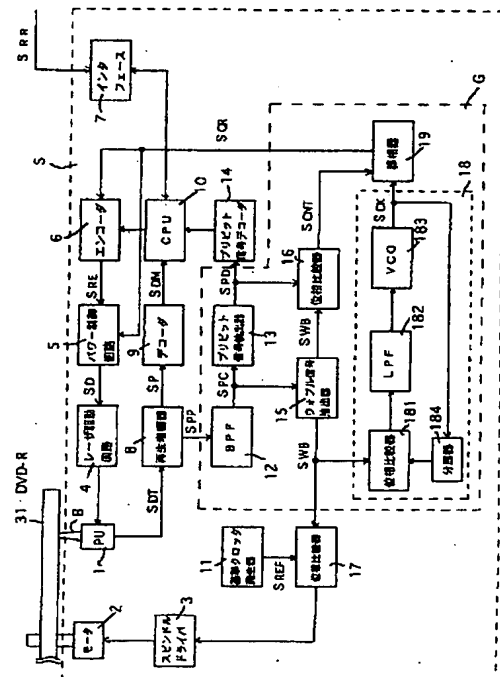 SRR
7
インタ
フェース
S
G
SCR
6
エンコーダ
10
CPU
14
プリピット
信号デコーダ
19
移相器
SRE
SDM
SPD
SCNT
SCK
18
5
パワー制御
回路
9
デコーダ
13
プリピット
信号検出器
16
位相比較器
VCO
183
SD
SP
SPC
SWB
LPF
182
4
レーザ駆動
回路
8
再生増幅器
SPP
BPF
12
15
ウォブル信号
抽出器
181
位相比較器
184
分周器
SWB
31 DVD-R
B
PU
1
SDT
11
基準クロック
発生器
SREF
17
位相比較器
2
モータ
3
スピンドル
ドライバ